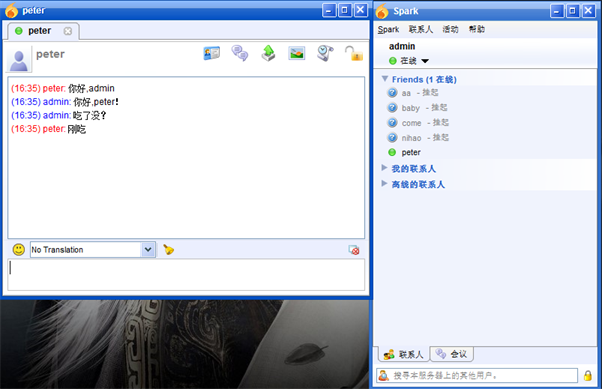 peter
peter
peter
(16:35) peter: 你好,admin
(16:35) admin: 你好,peter!
(16:35) admin: 吃了没?
(16:35) peter: 刚吃
No Translation
Spark
Spark 联系人 活动 帮助
admin
在线
Friends (1 在线)
aa - 挂起
baby - 挂起
come - 挂起
nihao - 挂起
peter
我的联系人
离线的联系人
联系人 会议
搜寻本服务器上的其他用户。